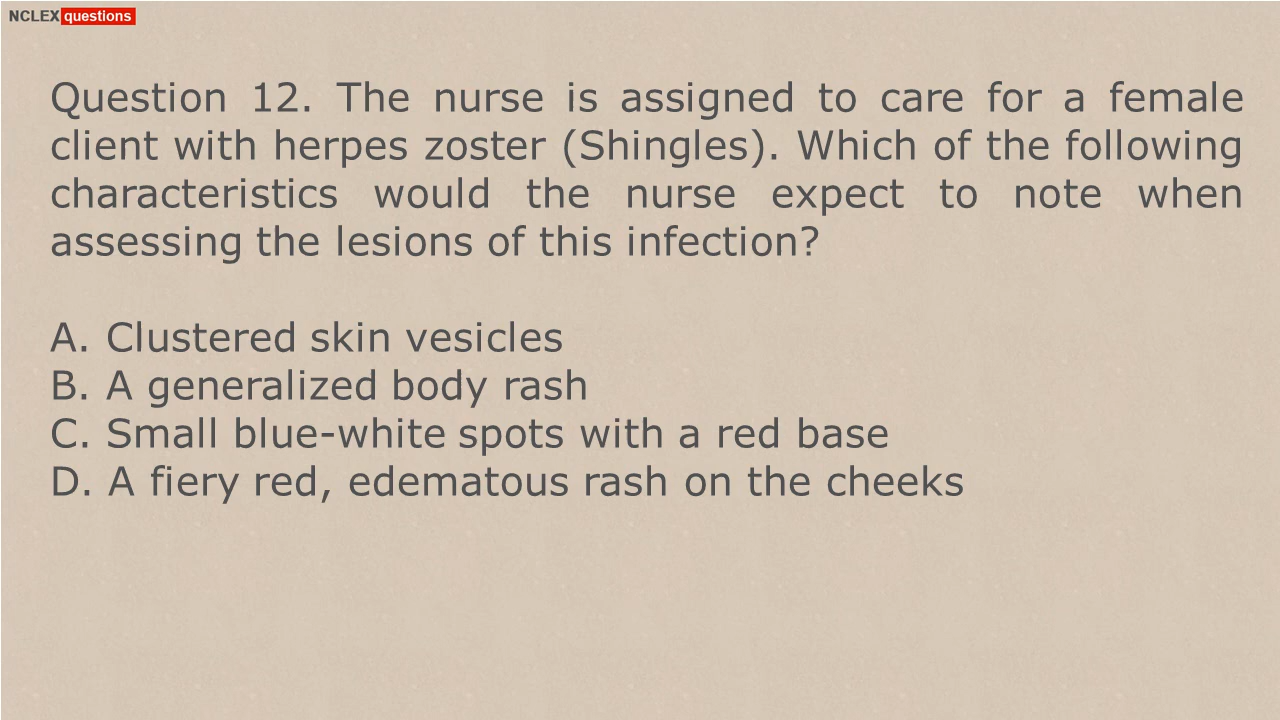 NCLEX questions
Question 12. The nurse is assigned to care for a female
client with herpes zoster (Shingles). Which of the following
characteristics would the nurse expect to note when
assessing the lesions of this infection?
A. Clustered skin vesicles
B. A generalized body rash
C. Small blue-white spots with a red base
D. A fiery red, edematous rash on the cheeks